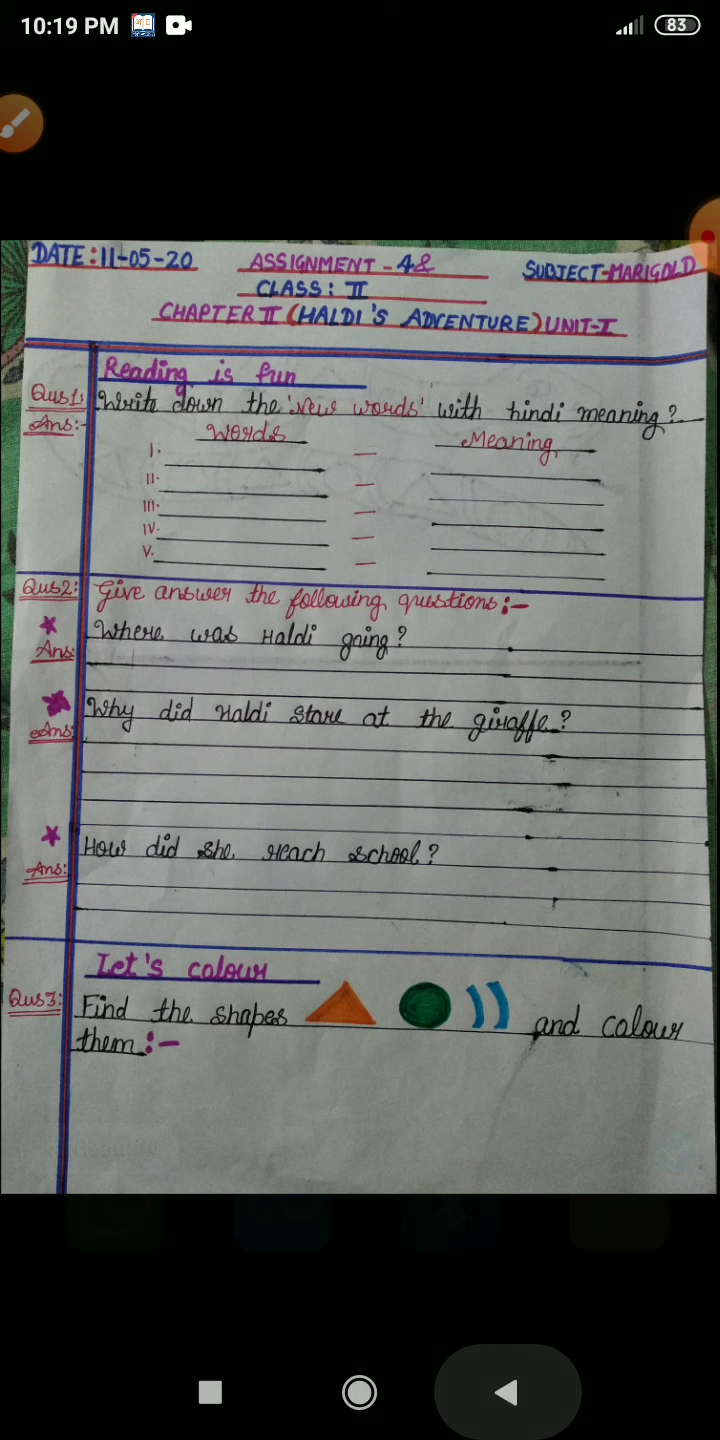 10:19 PM
83
DATE: 11-05-20 ASSIGNMENT - 4& SUBJECT-MARIGOLD
CLASS: II
CHAPTER II (HALDI'S ADVENTURE) UNIT-I
Reading is fun
Qus1: Write down the 'New words' with hindi meaning?
Ans:- Words Meaning
I. —
II. —
III. —
IV. —
V. —
Qus2: Give answer the following questions:-
Where was Haldi going?
Ans:
Why did Haldi stare at the giraffe?
Ans:
How did she reach school?
Ans:
Let's colour
Qus3: Find the shapes and colour
them:-